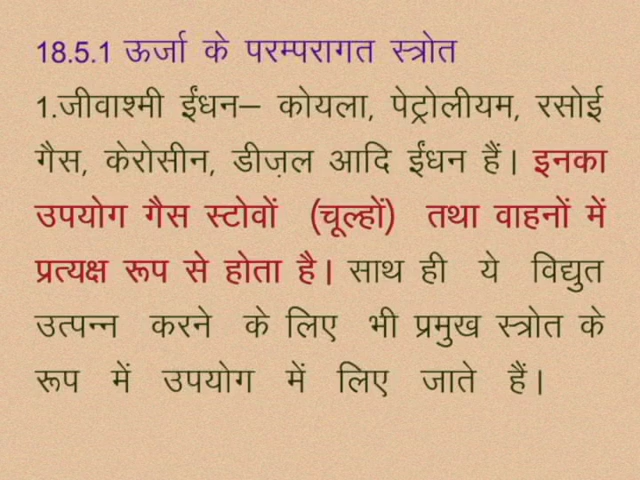 18.5.1 ऊर्जा के परम्परागत स्त्रोत
1.जीवाश्मी ईंधन– कोयला, पेट्रोलीयम, रसोई
गैस, केरोसीन, डीज़ल आदि ईंधन हैं। इनका
उपयोग गैस स्टोवों (चूल्हों) तथा वाहनों में
प्रत्यक्ष रूप से होता है। साथ ही ये विद्युत
उत्पन्न करने के लिए भी प्रमुख स्त्रोत के
रूप में उपयोग में लिए जाते हैं।